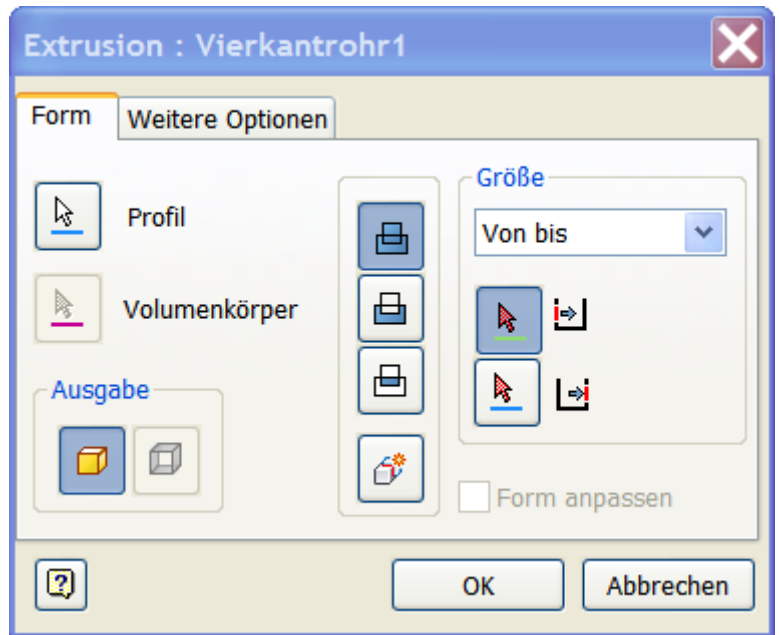 Extrusion : Vierkantrohr1
Form
Weitere Optionen
Profil
Volumenkörper
Ausgabe
Größe
Von bis
Form anpassen
OK
Abbrechen